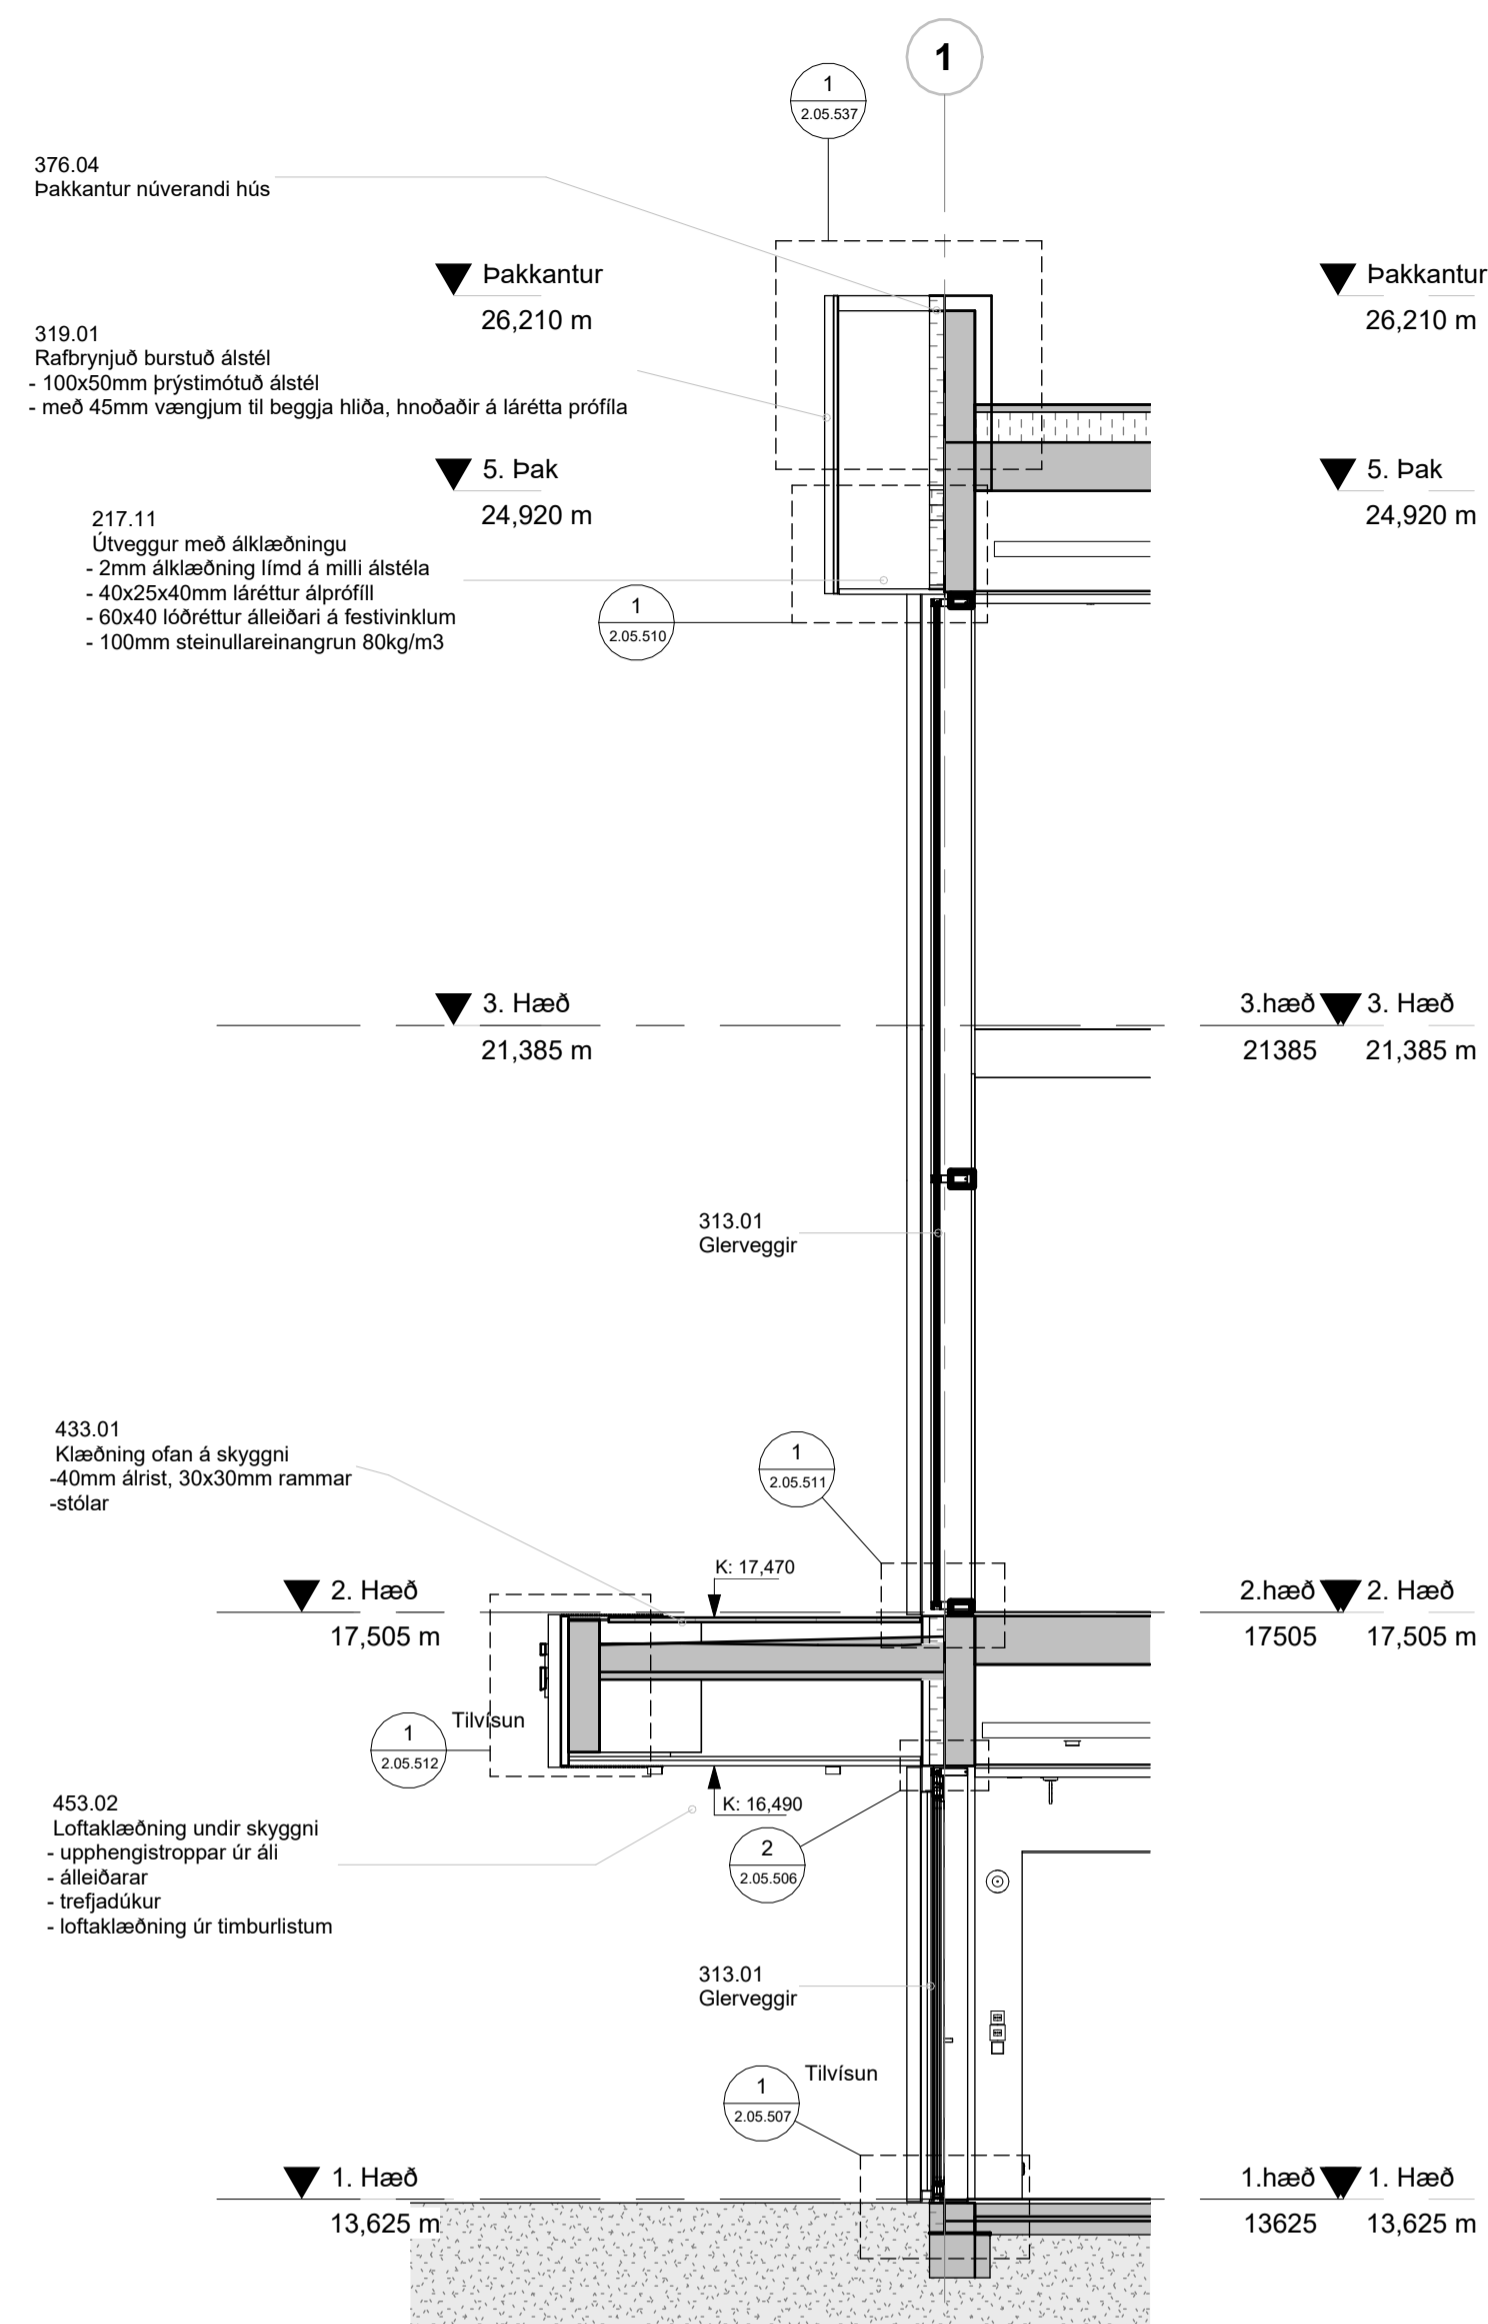 1
1
2.05.537
376.04
Þakkantur núverandi hús
Þakkantur
26,210 m
Þakkantur
26,210 m
319.01
Rafbrynjuð burstuð álstél
- 100x50mm þrýstimótuð álstél
- með 45mm vængjum til beggja hliða, hnoðaðir á lárétta prófíla
5. Þak
24,920 m
5. Þak
24,920 m
217.11
Útveggur með álklæðningu
- 2mm álklæðning límd á milli álstéla
- 40x25x40mm láréttur álprófíll
- 60x40 lóðréttur álleiðari á festivinklum
- 100mm steinullareinangrun 80kg/m3
1
2.05.510
3. Hæð
21,385 m
3.hæð
21385
3. Hæð
21,385 m
313.01
Glerveggir
433.01
Klæðning ofan á skyggni
-40mm álrist, 30x30mm rammar
-stólar
1
2.05.511
K: 17,470
2. Hæð
17,505 m
2.hæð
17505
2. Hæð
17,505 m
Tilvísun
1
2.05.512
K: 16,490
453.02
Loftaklæðning undir skyggni
- upphengistroppar úr áli
- álleiðarar
- trefjadúkur
- loftaklæðning úr timburlistum
2
2.05.506
313.01
Glerveggir
Tilvísun
1
2.05.507
1. Hæð
13,625 m
1.hæð
13625
1. Hæð
13,625 m